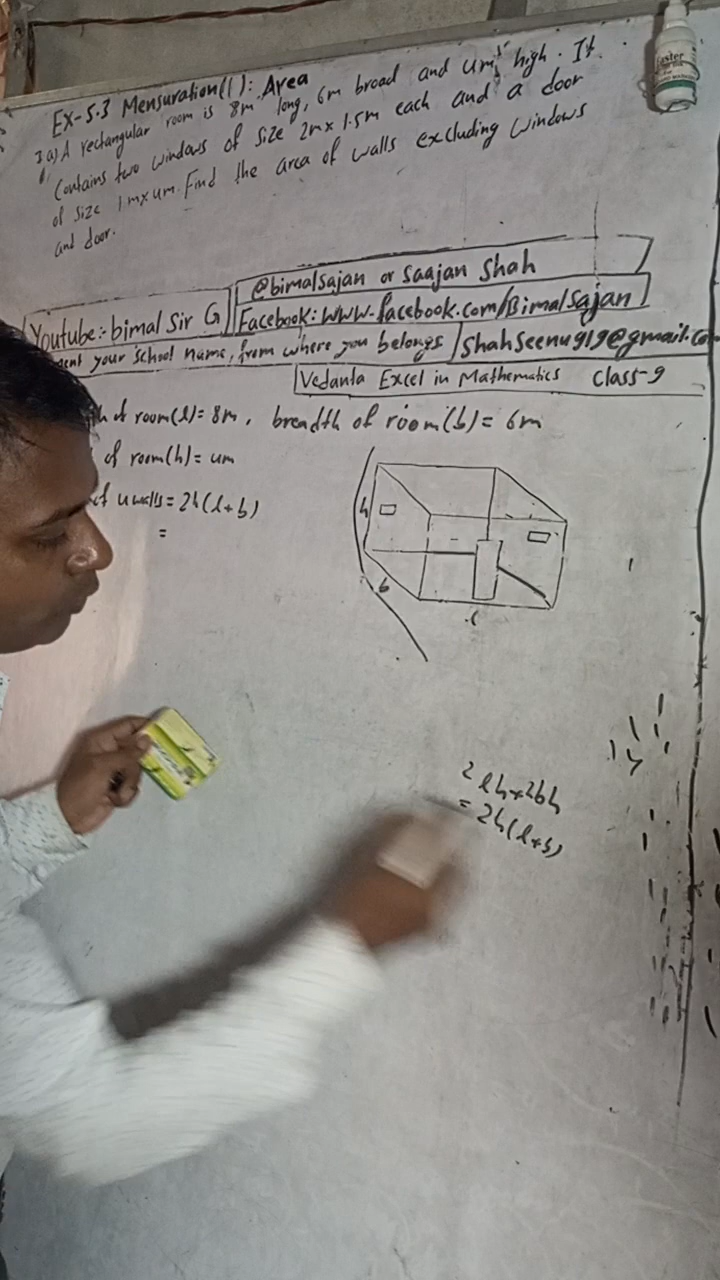 Ex-5.3 Mensuration(I): Area
3 a) A rectangular room is 8m long, 6m broad and 4m high. It
contains two windows of size 2m×1.5m each and a door
of size 1m×4m. Find the area of walls excluding windows
and door.
@bimalsajan or Saajan Shah
Youtube:- bimal Sir G
Facebook: www.facebook.com/Bimalsajan
your school name, from where you belongs
shahseenu919@gmail.co
Vedanta Excel in Mathematics Class-9
of room(l)= 8m, breadth of room(b)= 6m
of room(h)= 4m
of 4 walls = 2h(l+b)
=
h
b
l
2lh+2bh
= 2h(l+b)